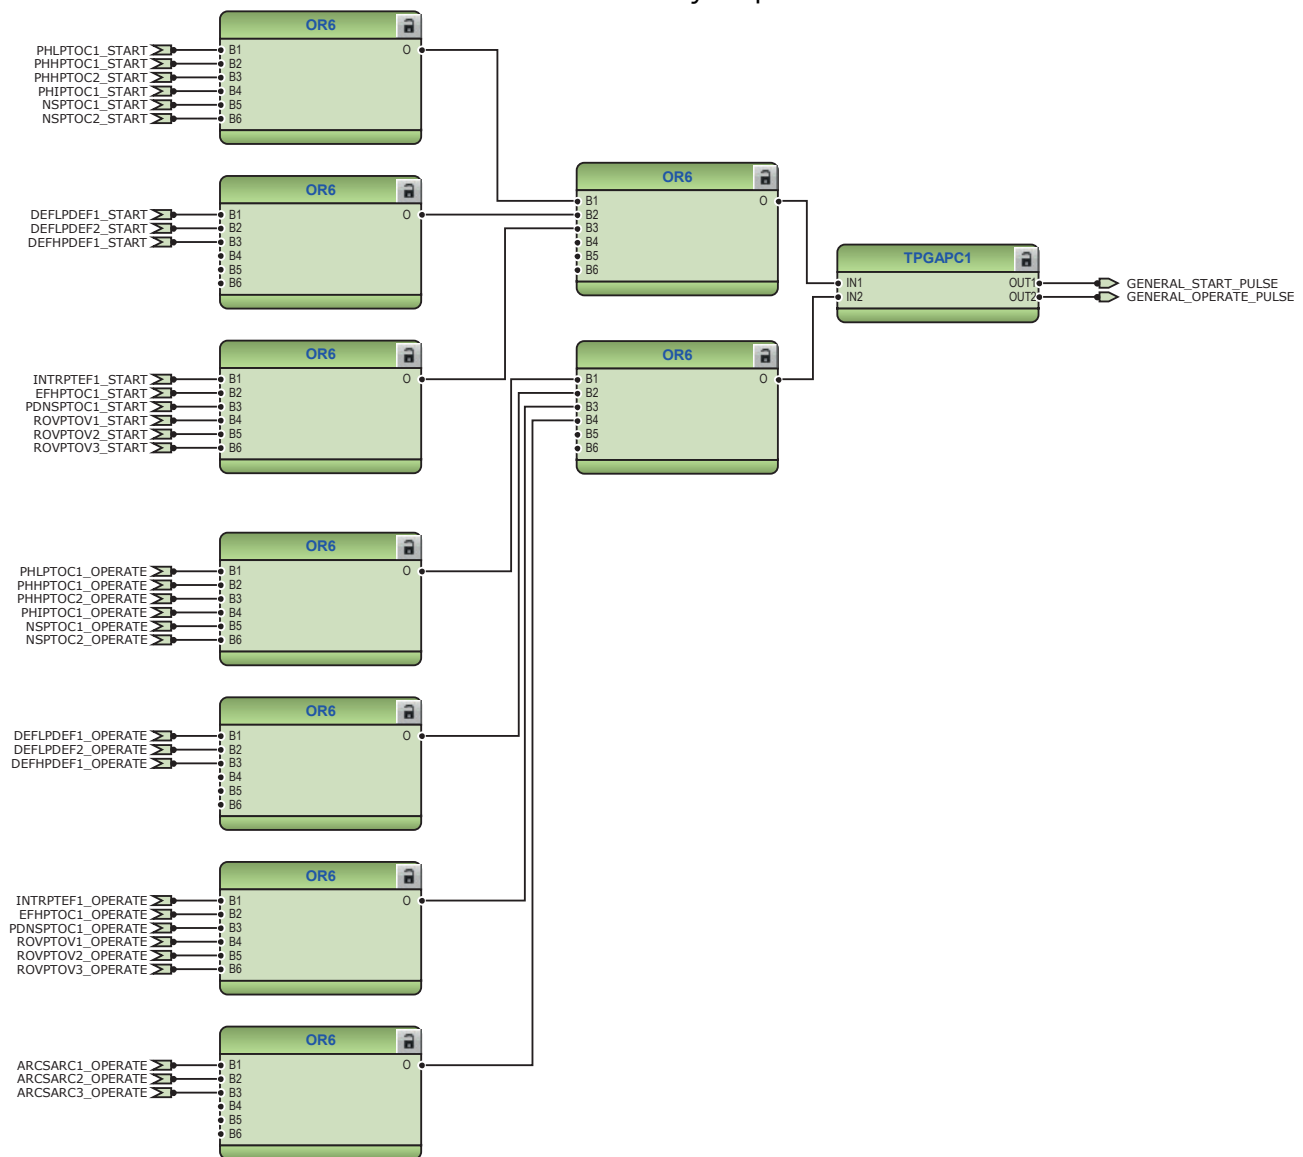 OR6
PHLPTOC1_START B1 O
PHHPTOC1_START B2
PHHPTOC2_START B3
PHIPTOC1_START B4
NSPTOC1_START B5
NSPTOC2_START B6
OR6
DEFLPDEF1_START B1 O
DEFLPDEF2_START B2
DEFHPDEF1_START B3
B4
B5
B6
OR6
INTRPTEF1_START B1 O
EFHPTOC1_START B2
PDNSPTOC1_START B3
ROVPTOV1_START B4
ROVPTOV2_START B5
ROVPTOV3_START B6
OR6
B1 O
B2
B3
B4
B5
B6
OR6
B1 O
B2
B3
B4
B5
B6
TPGAPC1
IN1 OUT1 GENERAL_START_PULSE
IN2 OUT2 GENERAL_OPERATE_PULSE
OR6
PHLPTOC1_OPERATE B1 O
PHHPTOC1_OPERATE B2
PHHPTOC2_OPERATE B3
PHIPTOC1_OPERATE B4
NSPTOC1_OPERATE B5
NSPTOC2_OPERATE B6
OR6
DEFLPDEF1_OPERATE B1 O
DEFLPDEF2_OPERATE B2
DEFHPDEF1_OPERATE B3
B4
B5
B6
OR6
INTRPTEF1_OPERATE B1 O
EFHPTOC1_OPERATE B2
PDNSPTOC1_OPERATE B3
ROVPTOV1_OPERATE B4
ROVPTOV2_OPERATE B5
ROVPTOV3_OPERATE B6
OR6
ARCSARC1_OPERATE B1 O
ARCSARC2_OPERATE B2
ARCSARC3_OPERATE B3
B4
B5
B6